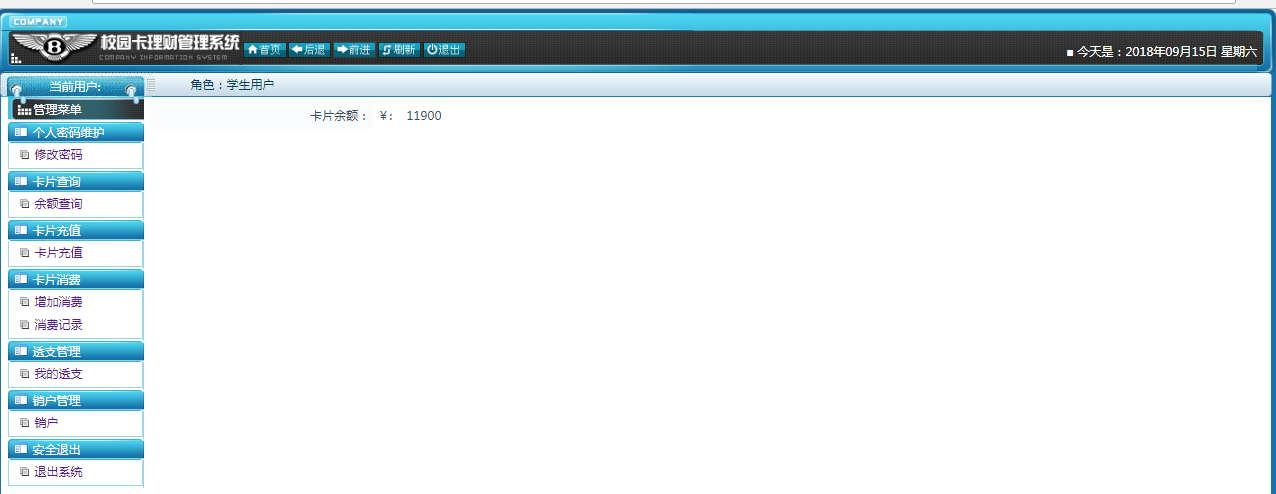 COMPANY
B
校园卡理财管理系统
COMPANY INFORMATION SYSTEM
首页 后退 前进 刷新 退出
■ 今天是：2018年09月15日 星期六
当前用户:
角色：学生用户
管理菜单
卡片余额： ￥: 11900
个人密码维护
修改密码
卡片查询
余额查询
卡片充值
卡片充值
卡片消费
增加消费
消费记录
透支管理
我的透支
销户管理
销户
安全退出
退出系统